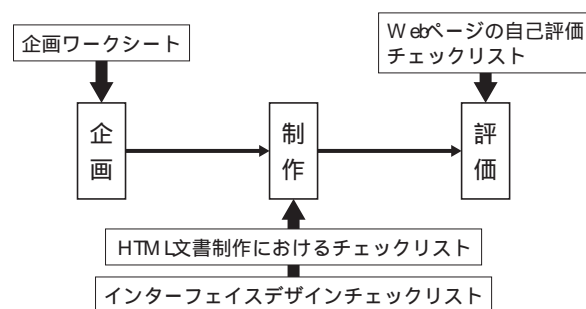 企画ワークシート
Webページの自己評価
チェックリスト
企画
制作
評価
HTML文書制作におけるチェックリスト
インターフェイスデザインチェックリスト